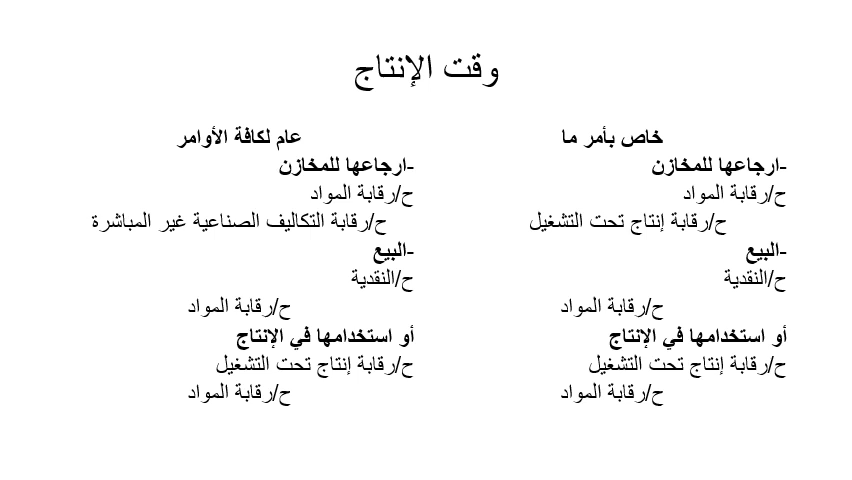 وقت الإنتاج
خاص بأمر ما
-ارجاعها للمخازن
ح/رقابة المواد
ح/رقابة إنتاج تحت التشغيل
-البيع
ح/النقدية
ح/رقابة المواد
أو استخدامها في الإنتاج
ح/رقابة إنتاج تحت التشغيل
ح/رقابة المواد
عام لكافة الأوامر
-ارجاعها للمخازن
ح/رقابة المواد
ح/رقابة التكاليف الصناعية غير المباشرة
-البيع
ح/النقدية
ح/رقابة المواد
أو استخدامها في الإنتاج
ح/رقابة إنتاج تحت التشغيل
ح/رقابة المواد